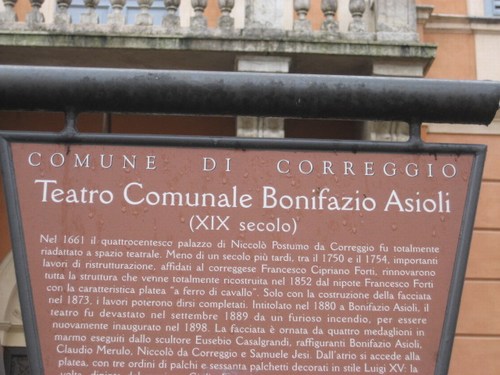 COMUNE DI CORREGGIO
Teatro Comunale Bonifazio Asioli
(XIX secolo)
Nel 1661 il quattrocentesco palazzo di Niccolò Postumo da Correggio fu totalmente
riadattato a spazio teatrale. Meno di un secolo più tardi, tra il 1750 e il 1754, importanti
lavori di ristrutturazione, affidati al correggese Francesco Cipriano Forti, rinnovarono
tutta la struttura che venne totalmente ricostruita nel 1852 dal nipote Francesco Forti
con la caratteristica platea "a ferro di cavallo". Solo con la costruzione della facciata
nel 1873, i lavori poterono dirsi completati. Intitolato nel 1880 a Bonifazio Asioli, il
teatro fu devastato nel settembre 1889 da un furioso incendio, per essere
nuovamente inaugurato nel 1898. La facciata è ornata da quattro medaglioni in
marmo eseguiti dallo scultore Eusebio Casalgrandi, raffiguranti Bonifazio Asioli,
Claudio Merulo, Niccolò da Correggio e Samuele Jesi. Dall'atrio si accede alla
platea, con tre ordini di palchi e sessanta palchetti decorati in stile Luigi XV: la